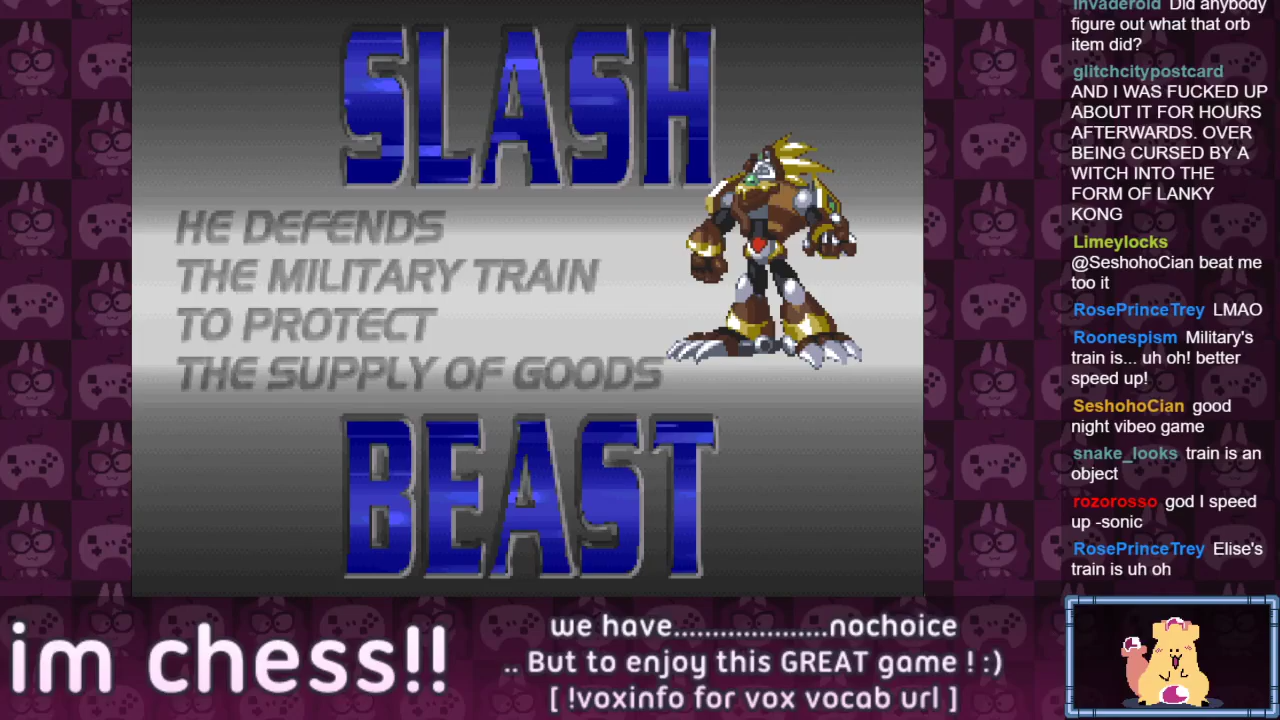 SLASH
HE DEFENDS
THE MILITARY TRAIN
TO PROTECT
THE SUPPLY OF GOODS
BEAST
invaderoid Did anybody
figure out what that orb
item did?
glitchcitypostcard
AND I WAS FUCKED UP
ABOUT IT FOR HOURS
AFTERWARDS. OVER
BEING CURSED BY A
WITCH INTO THE
FORM OF LANKY
KONG
Limeylocks
@SeshohoCian beat me
too it
RosePrinceTrey LMAO
Roonespism Military's
train is... uh oh! better
speed up!
SeshohoCian good
night vibeo game
snake_looks train is an
object
rozorosso god I speed
up -sonic
RosePrinceTrey Elise's
train is uh oh
im chess!!
we have...................nochoice
.. But to enjoy this GREAT game ! :)
[ !voxinfo for vox vocab url ]